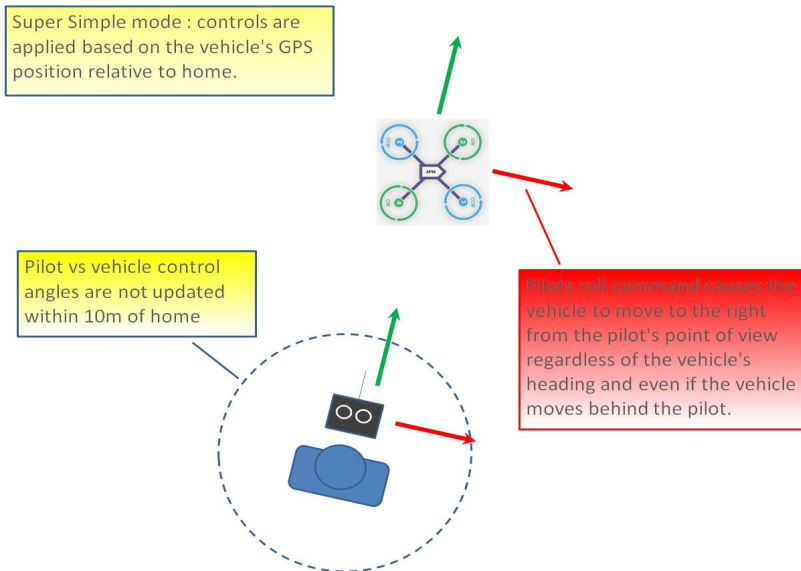 Super Simple mode : controls are
applied based on the vehicle's GPS
position relative to home.
APM
Pilot vs vehicle control
angles are not updated
within 10m of home
Pilots roll command causes the
vehicle to move to the right
from the pilot's point of view
regardless of the vehicle's
heading and even if the vehicle
moves behind the pilot.